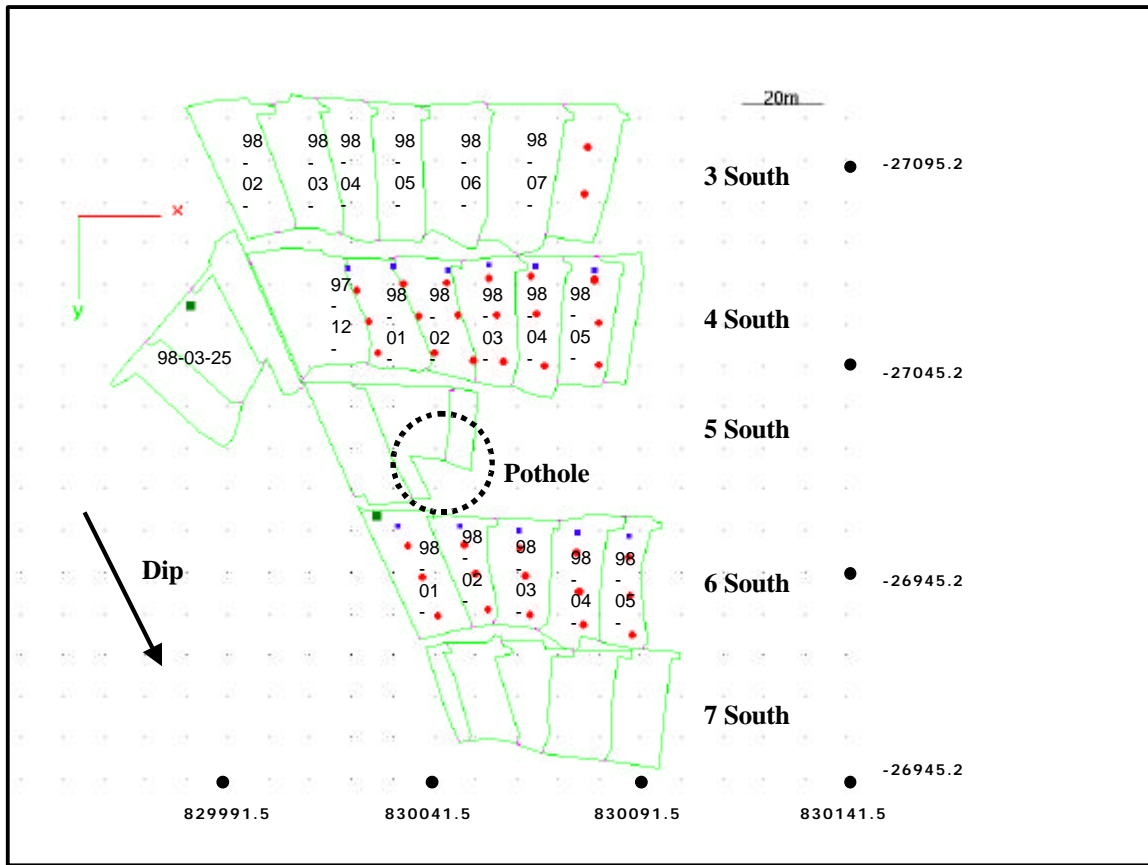 20m
98 98 98 98 98 98
- - - - - -
02 03 04 05 06 07
- - - - - -
3 South
-27095.2
x
y
97 98 98 98 98 98
- - - - - -
12 01 02 03 04 05
- - - - - -
4 South
98-03-25
-27045.2
5 South
Pothole
98 98 98 98 98
- - - - -
01 02 03 04 05
- - - - -
Dip
6 South
-26945.2
7 South
-26945.2
829991.5 830041.5 830091.5 830141.5